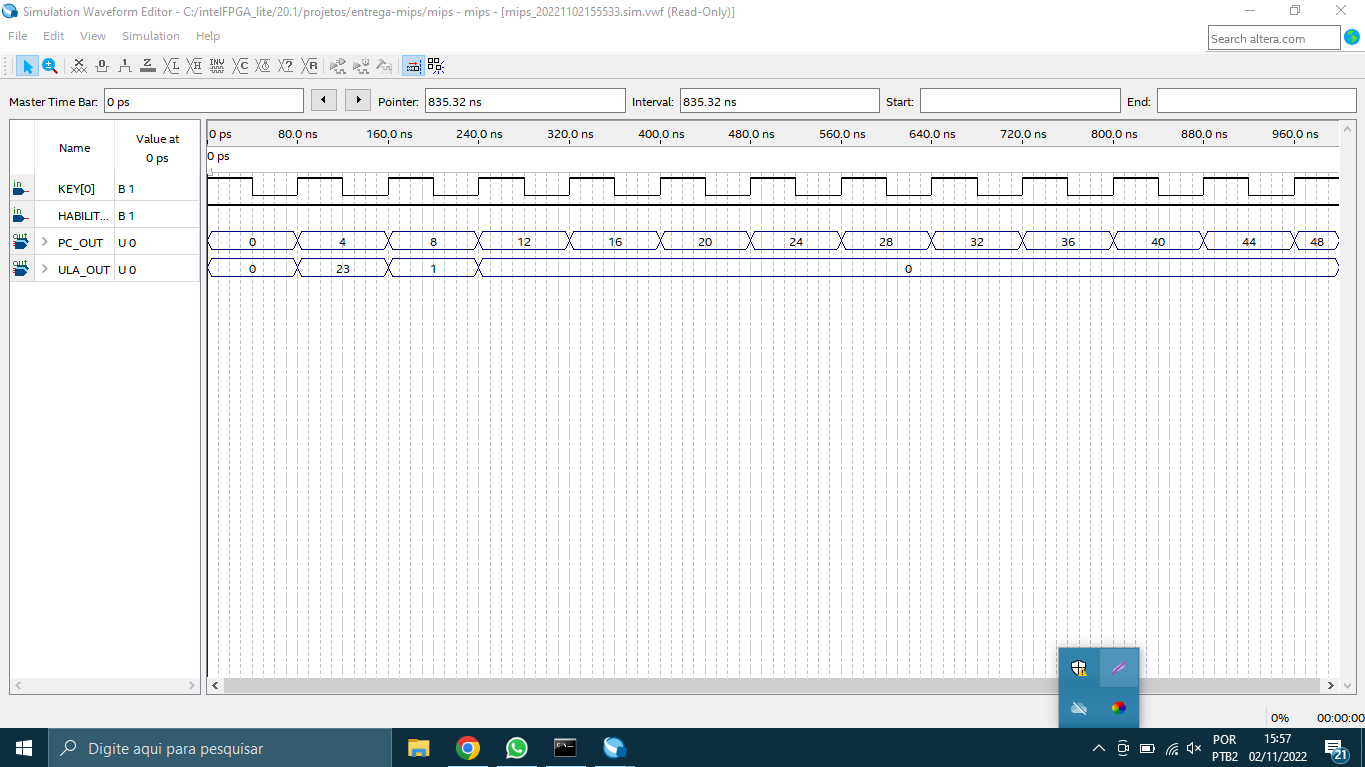 Simulation Waveform Editor - C:/intelFPGA_lite/20.1/projetos/entrega-mips/mips - mips - [mips_20221102155533.sim.vwf (Read-Only)]
File Edit View Simulation Help
Search altera.com
Master Time Bar: 0 ps Pointer: 835.32 ns Interval: 835.32 ns Start: End:
Name Value at 0 ps
0 ps 80.0 ns 160.0 ns 240.0 ns 320.0 ns 400.0 ns 480.0 ns 560.0 ns 640.0 ns 720.0 ns 800.0 ns 880.0 ns 960.0 ns
0 ps
in KEY[0] B 1
in HABILIT... B 1
out PC_OUT U 0 0 4 8 12 16 20 24 28 32 36 40 44 48
out ULA_OUT U 0 0 23 1 0
0% 00:00:00
Digite aqui para pesquisar
POR 15:57
PTB2 02/11/2022 21